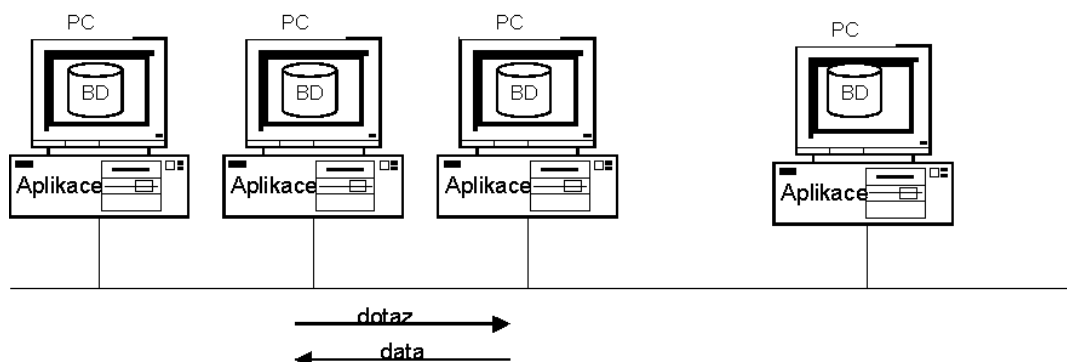 PC PC PC PC
BD BD BD BD
Aplikace Aplikace Aplikace Aplikace
dotaz
data